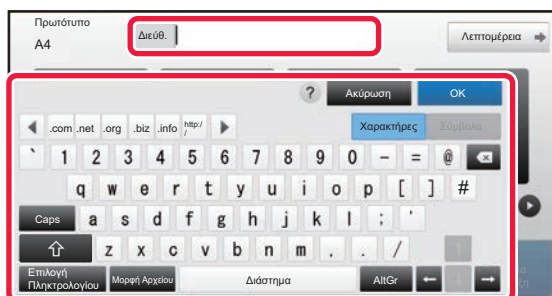 Πρωτότυπο
A4
Διεύθ.
Λεπτομέρεια
? Ακύρωση OK
.com .net .org .biz .info http://
Χαρακτήρες Σύμβολα
` 1 2 3 4 5 6 7 8 9 0 - = @
q w e r t y u i o p [ ] #
Caps a s d f g h j k l ; '
z x c v b n m . . /
Επιλογή Πληκτρολογίου Μορφή Αρχείου Διάστημα AltGr